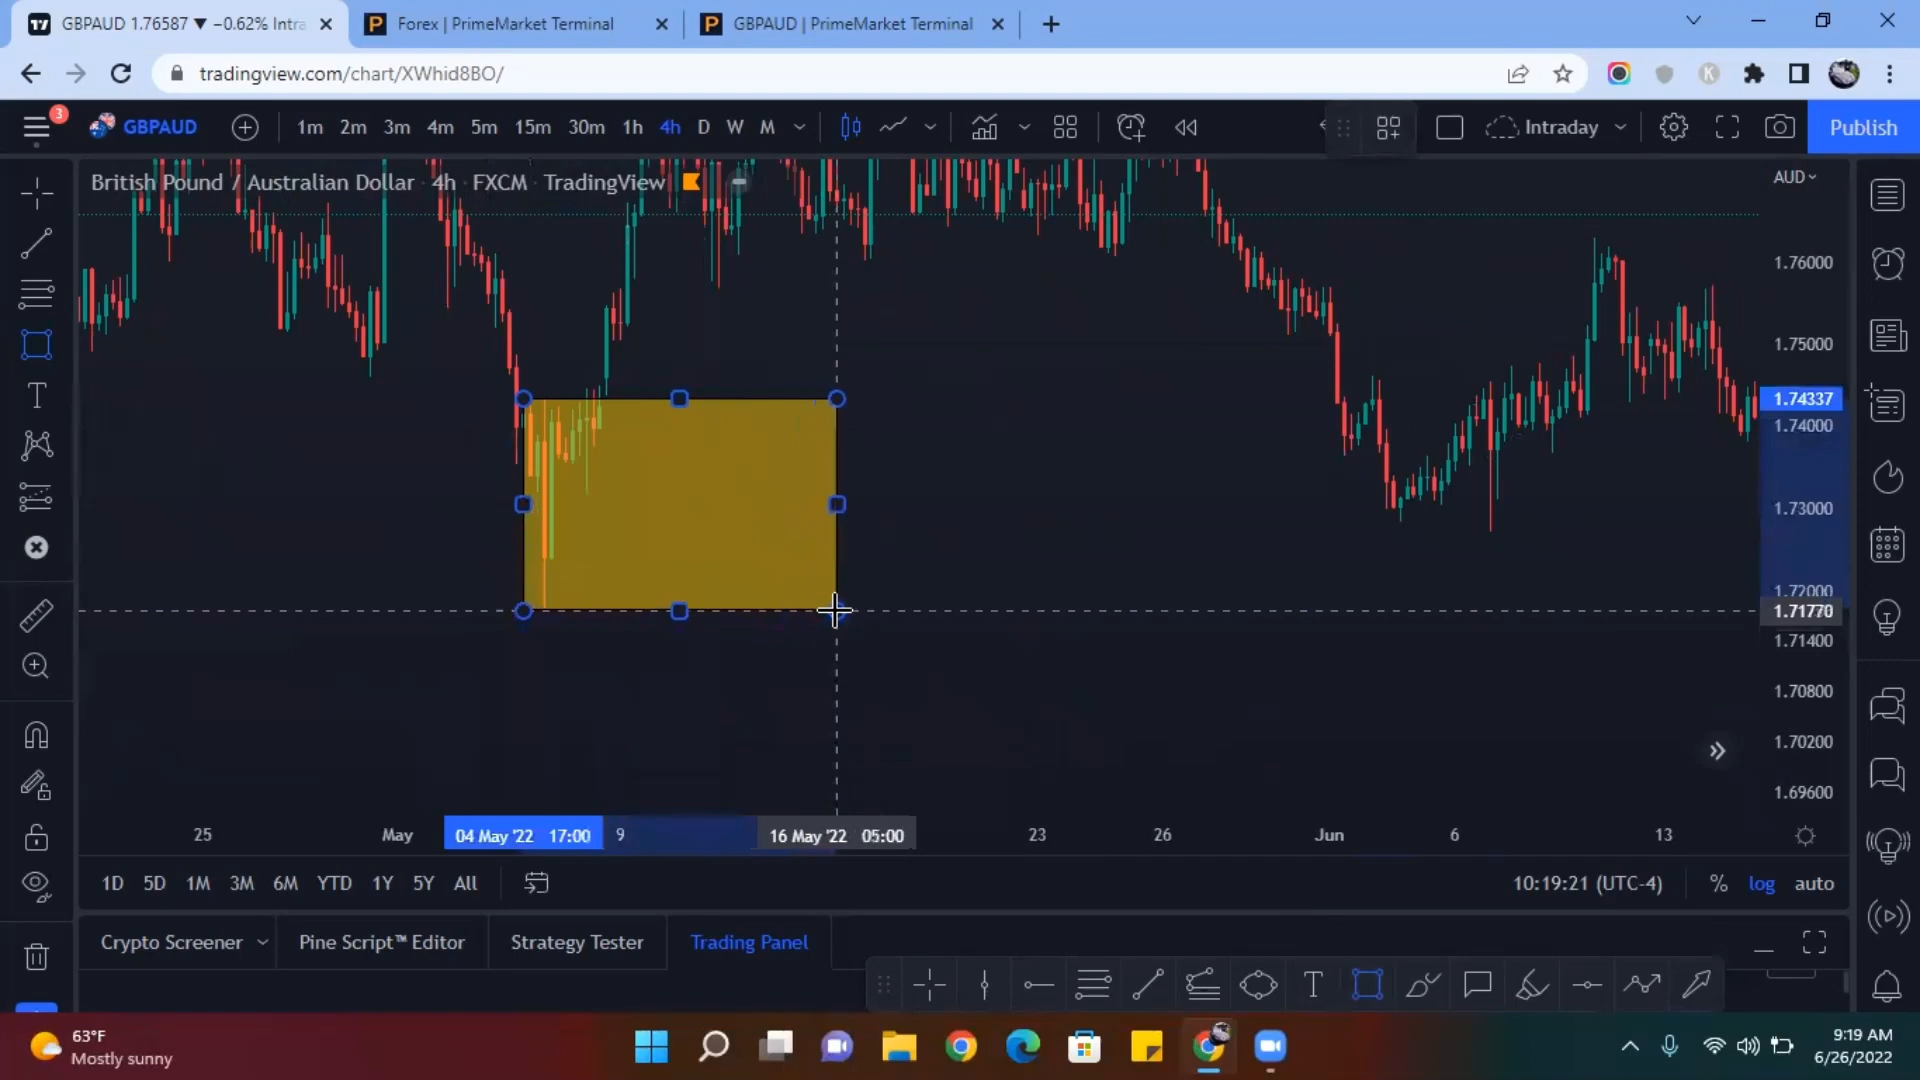 GBPAUD 1.76587 ▼ −0.62% Intra
Forex | PrimeMarket Terminal
GBPAUD | PrimeMarket Terminal
tradingview.com/chart/XWhid8BO/
K
3
GBPAUD
1m 2m 3m 4m 5m 15m 30m 1h 4h D W M
Intraday
Publish
British Pound / Australian Dollar 4h FXCM TradingView
AUD
1.76000
1.75000
1.74337
1.74000
1.73000
1.72000
1.71770
1.71400
1.70800
1.70200
1.69600
25 May 04 May '22 17:00 9 16 May '22 05:00 23 26 Jun 6 13
1D 5D 1M 3M 6M YTD 1Y 5Y All
10:19:21 (UTC-4) % log auto
Crypto Screener Pine Script™ Editor Strategy Tester Trading Panel
63°F
Mostly sunny
9:19 AM
6/26/2022